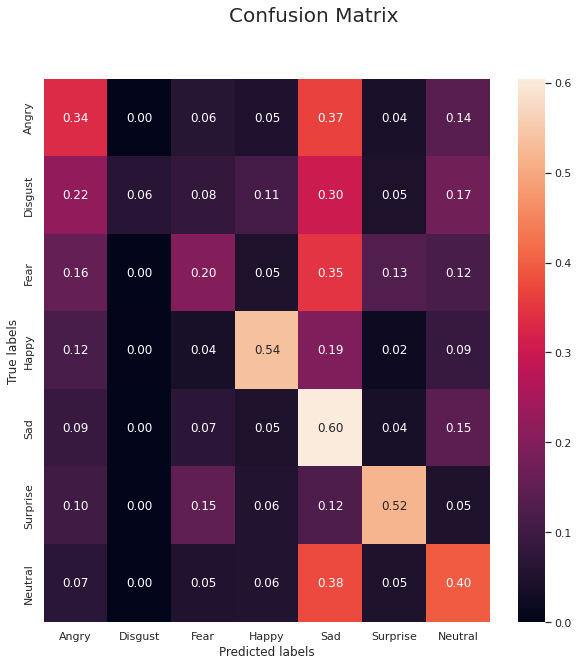 Confusion Matrix
True labels
Angry 0.34 0.00 0.06 0.05 0.37 0.04 0.14
Disgust 0.22 0.06 0.08 0.11 0.30 0.05 0.17
Fear 0.16 0.00 0.20 0.05 0.35 0.13 0.12
Happy 0.12 0.00 0.04 0.54 0.19 0.02 0.09
Sad 0.09 0.00 0.07 0.05 0.60 0.04 0.15
Surprise 0.10 0.00 0.15 0.06 0.12 0.52 0.05
Neutral 0.07 0.00 0.05 0.06 0.38 0.05 0.40
Angry Disgust Fear Happy Sad Surprise Neutral
Predicted labels
0.6
0.5
0.4
0.3
0.2
0.1
0.0